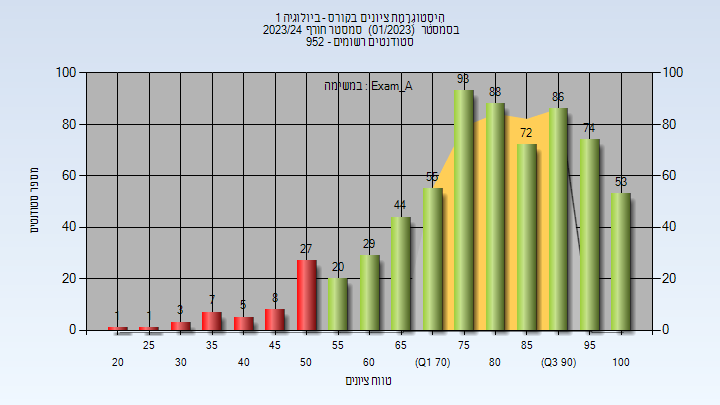 היסטוגרמת ציונים בקורס - ביולוגיה 1
בסמסטר (01/2023) סמסטר חורף 2023/24
סטודנטים רשומים - 952
במשימה : Exam_A
100 100
80 80
60 60
40 40
20 20
0 0
מספר סטודנטים
1 1 3 7 5 8 27 20 29 44 55 93 88 72 86 74 53
25 35 45 55 65 75 85 95
20 30 40 50 60 (Q1 70) 80 (Q3 90) 100
טווח ציונים